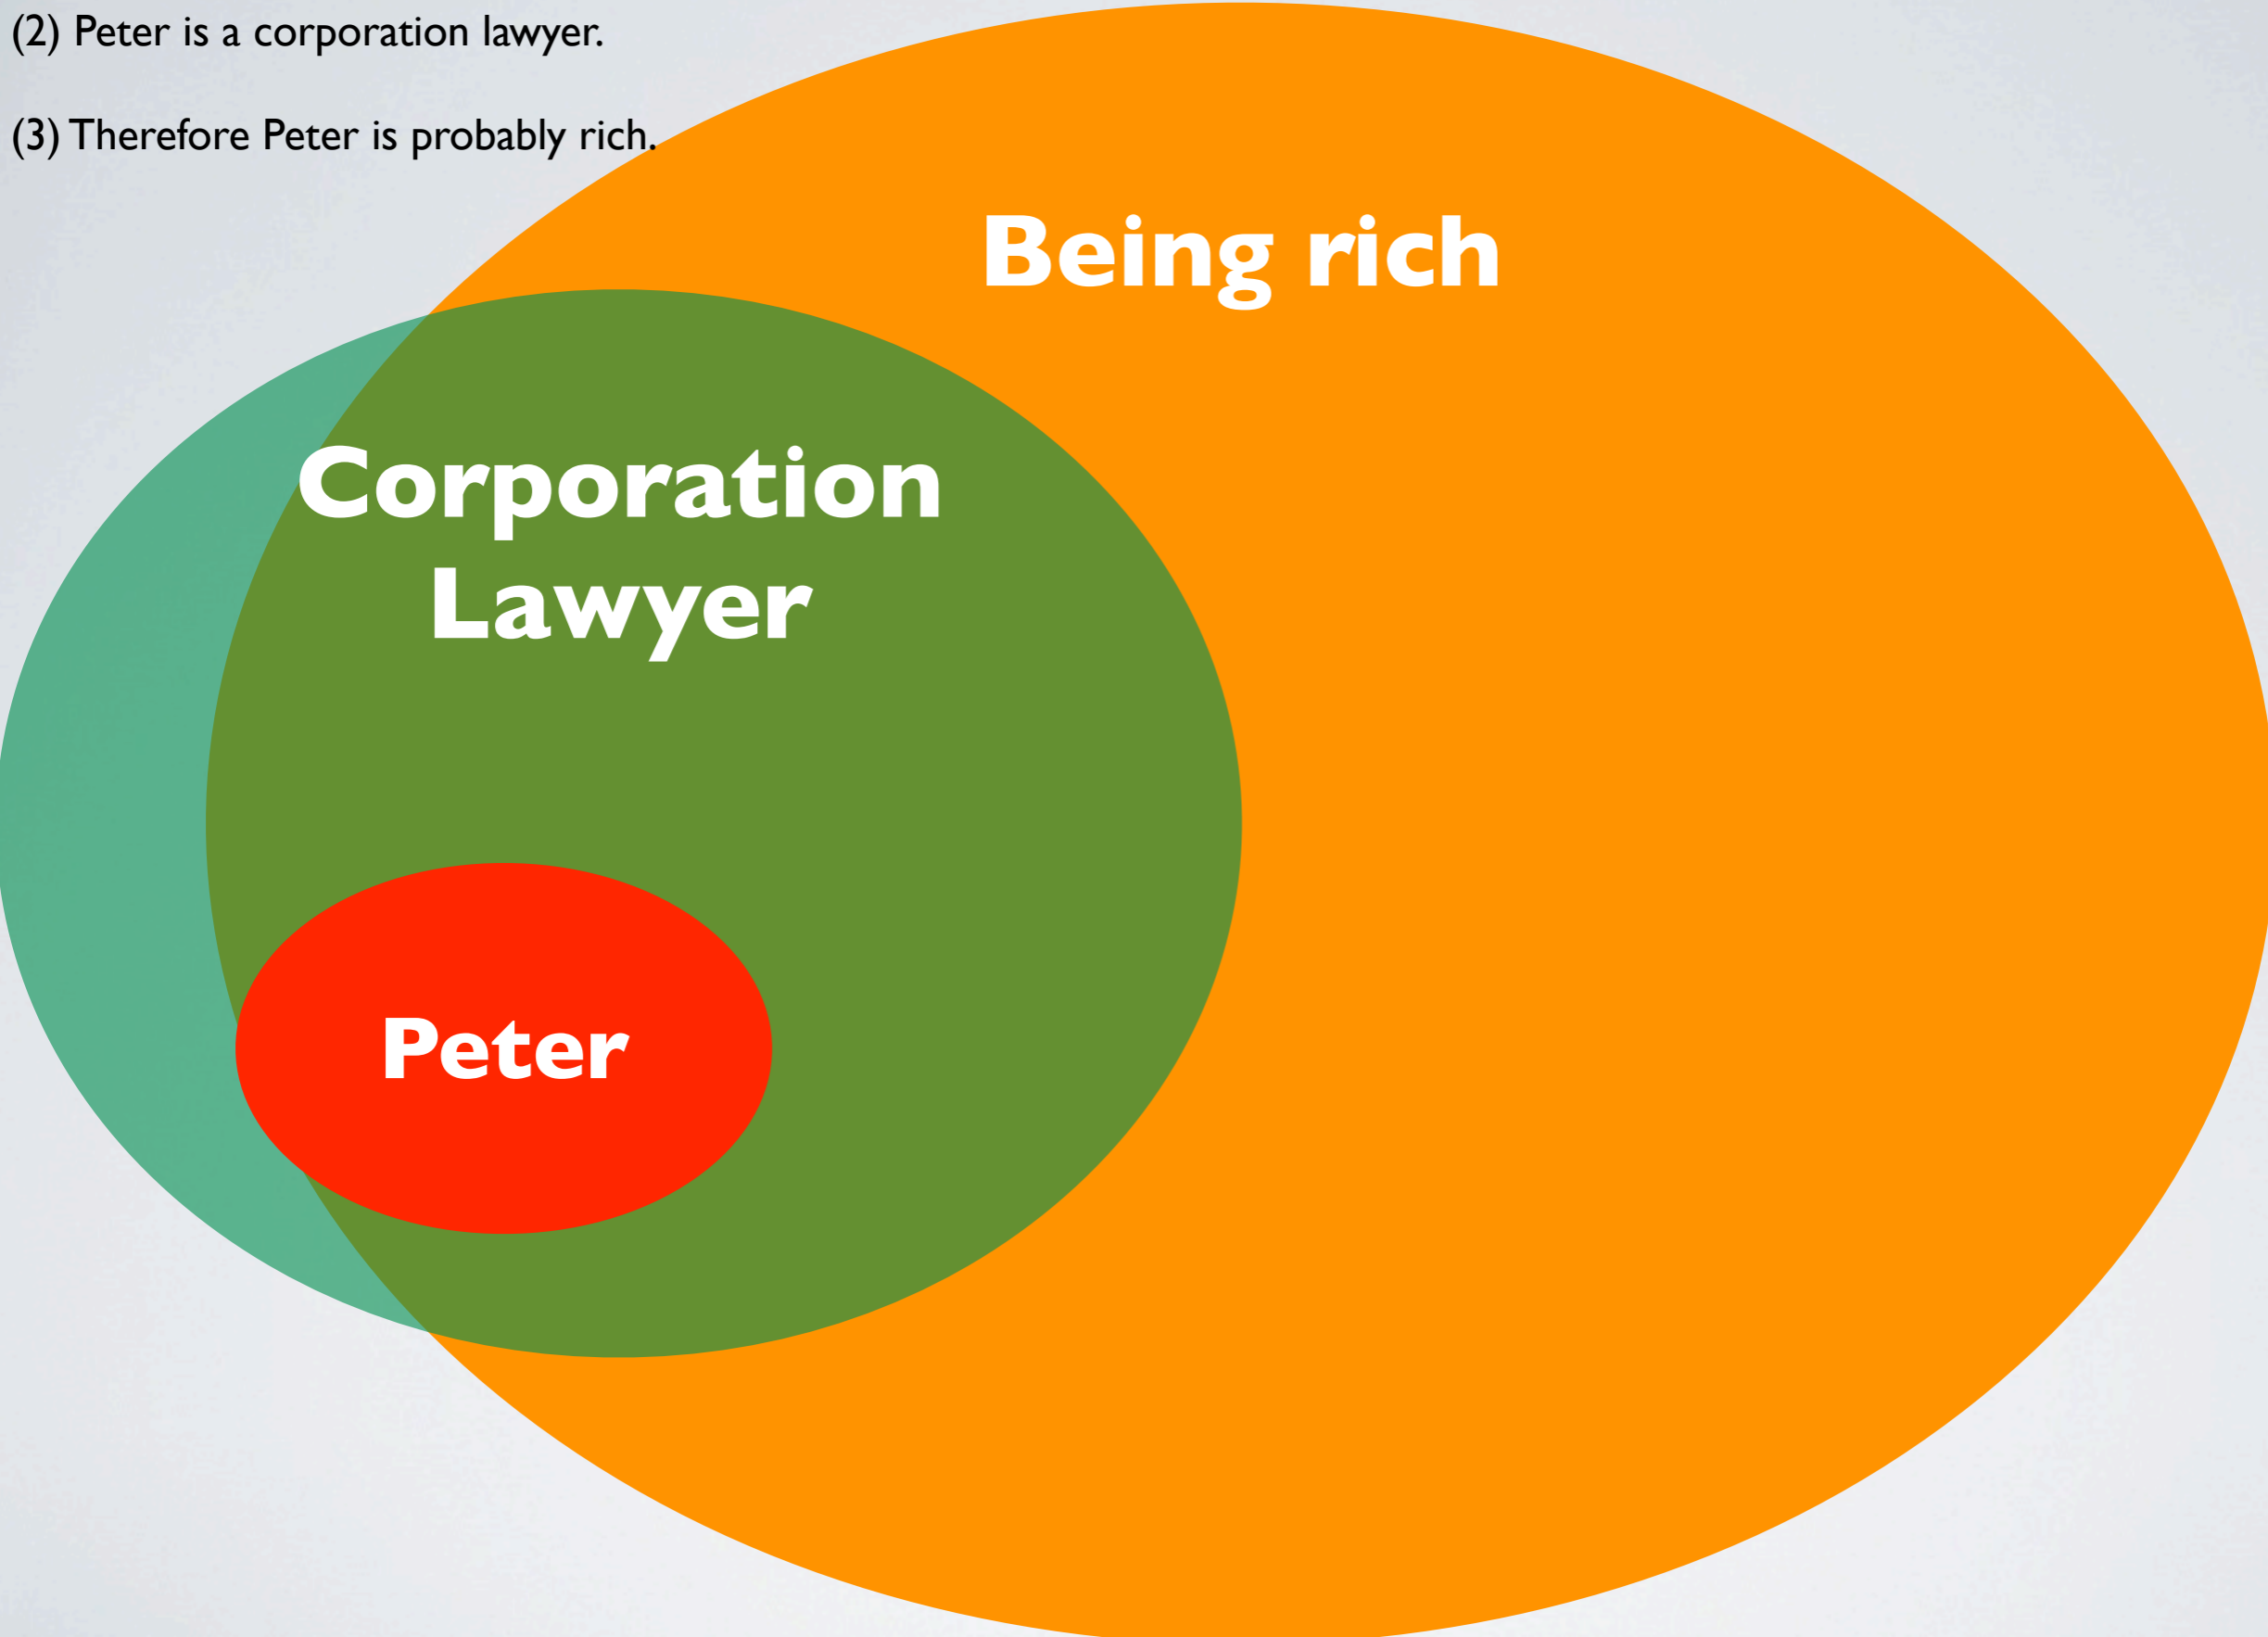 (2) Peter is a corporation lawyer.
(3) Therefore Peter is probably rich.
Being rich
Corporation
Lawyer
Peter